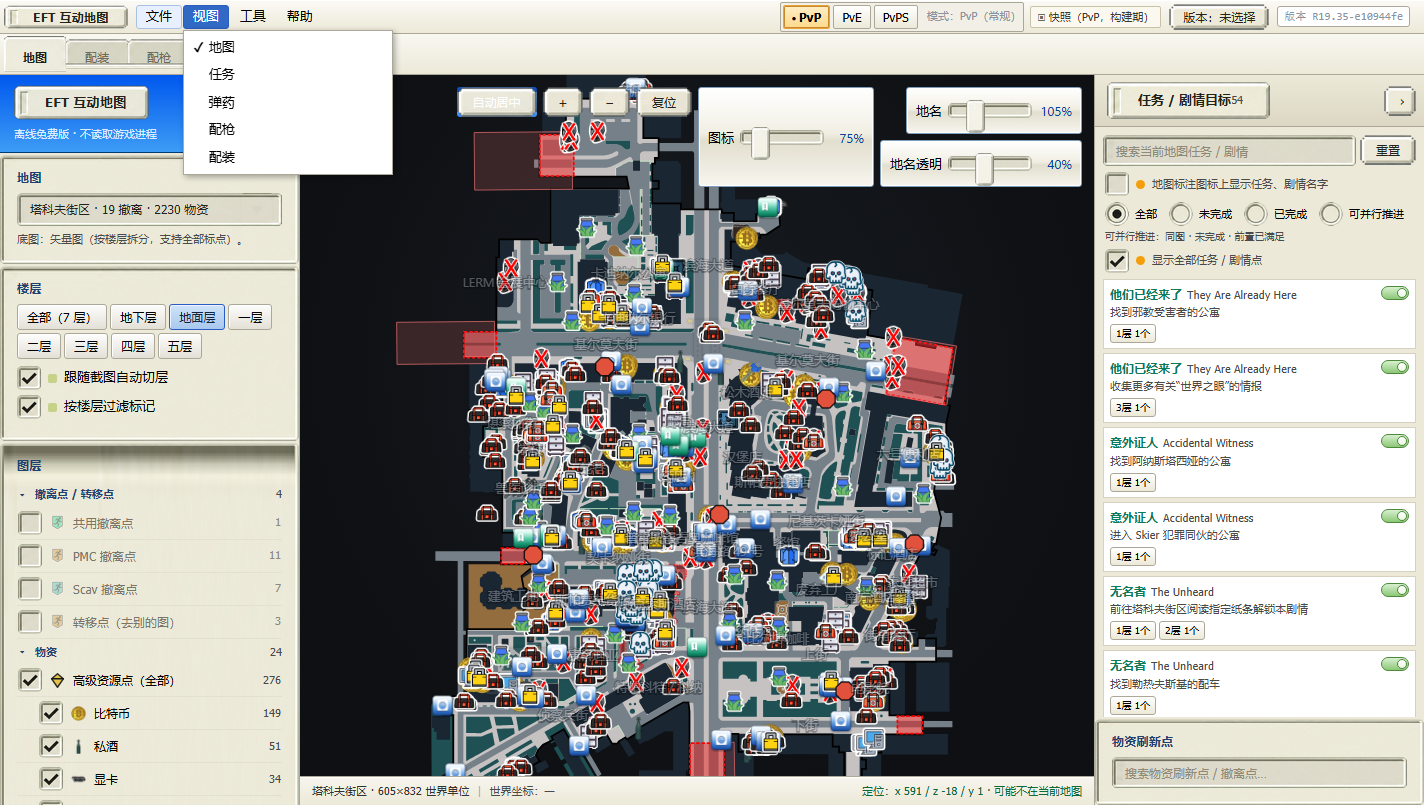 EFT 互动地图
文件 视图 工具 帮助
• PvP PvE PvPS 模式：PvP（常规） 快照（PvP，构建期） 版本：未选择 版本 R19.35-e10944fe
地图 配装 配枪
✓ 地图
任务
弹药
配枪
配装
EFT 互动地图
离线免费版 · 不读取游戏进程
地图
塔科夫街区 · 19 撤离 · 2230 物资
底图：矢量图（按楼层拆分，支持全部标点）。
楼层
全部（7 层） 地下层 地面层 一层
二层 三层 四层 五层
跟随截图自动切层
按楼层过滤标记
图层
撤离点 / 转移点 4
共用撤离点 1
PMC 撤离点 11
Scav 撤离点 7
转移点（去别的图） 3
物资 24
高级资源点（全部） 276
比特币 149
私酒 51
显卡 34
自动居中 + − 复位
图标 75%
地名 105%
地名透明 40%
基尔莫夫街
基尔莫夫街
下街
塔科夫街区 · 605×832 世界单位 | 世界坐标：—
定位：x 591 / z -18 / y 1 · 可能不在当前地图
任务 / 剧情目标54 ›
搜索当前地图任务 / 剧情 重置
地图标注图标上显示任务、剧情名字
全部 未完成 已完成 可并行推进
可并行推进：同图 · 未完成 · 前置已满足
显示全部任务 / 剧情点
他们已经来了 They Are Already Here
找到邪教受害者的公寓
1层 1个
他们已经来了 They Are Already Here
收集更多有关“世界之眼”的情报
3层 1个
意外证人 Accidental Witness
找到阿纳斯塔西娅的公寓
1层 1个
意外证人 Accidental Witness
进入 Skier 犯罪同伙的公寓
1层 1个
无名者 The Unheard
前往塔科夫街区阅读指定纸条解锁本剧情
1层 1个 2层 1个
无名者 The Unheard
找到勒热夫斯基的配车
1层 1个
物资刷新点
搜索物资刷新点 / 撤离点...